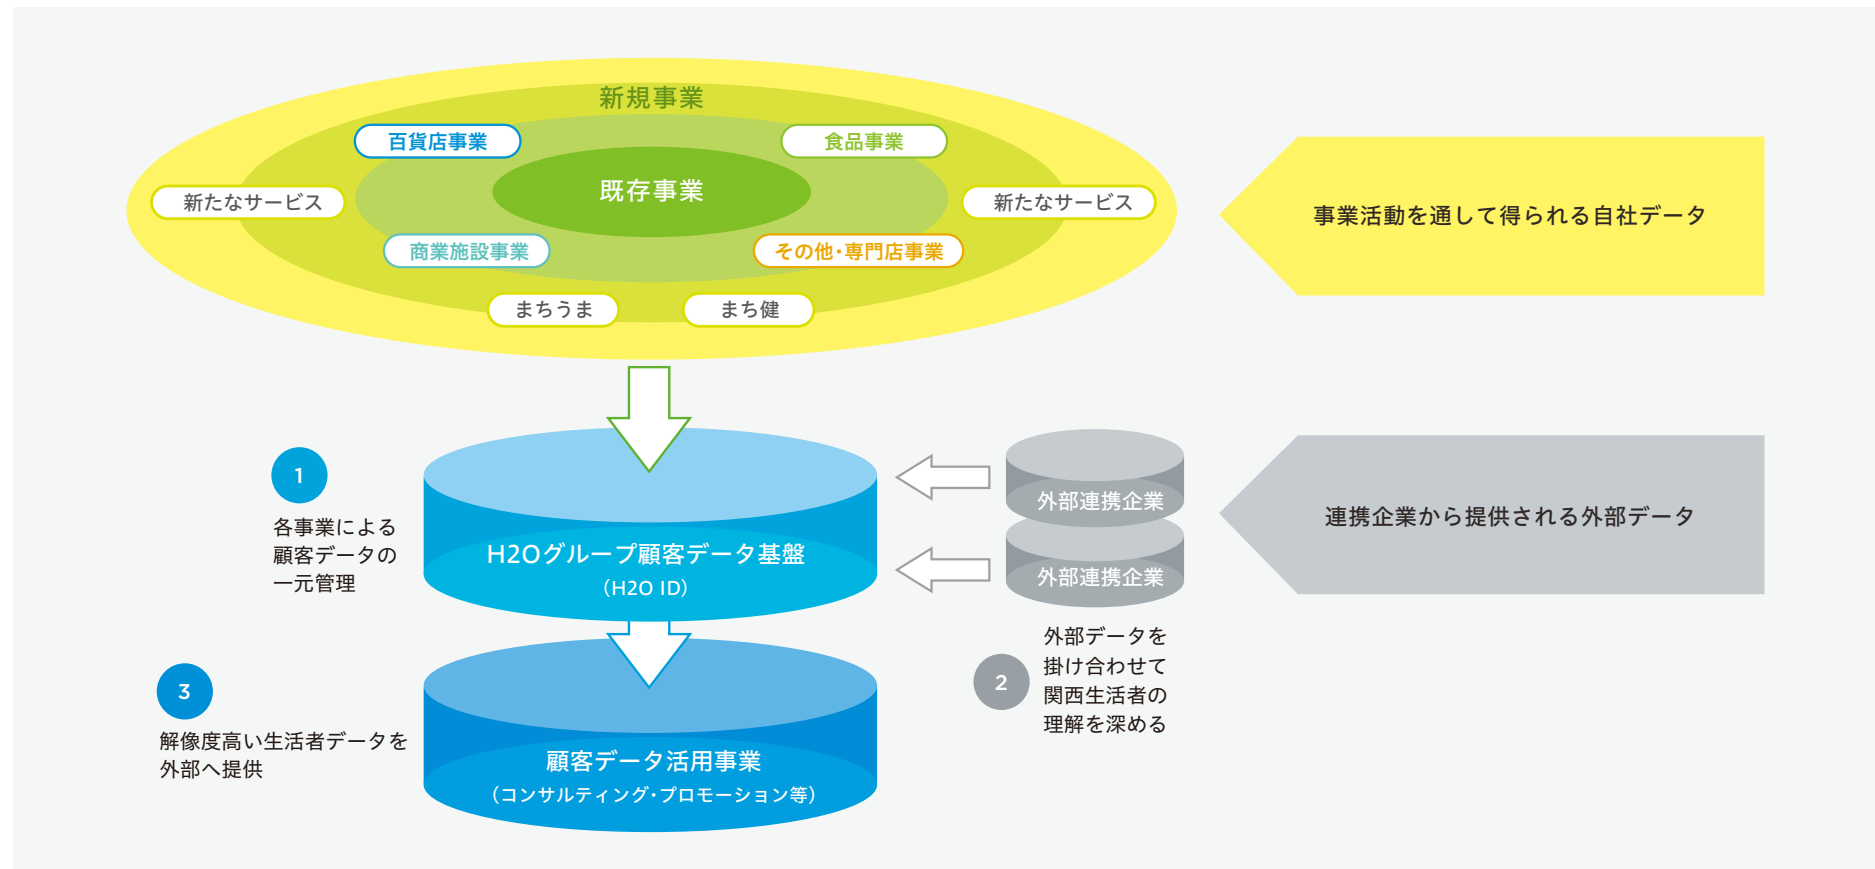 新規事業
百貨店事業
食品事業
既存事業
新たなサービス
新たなサービス
商業施設事業
その他・専門店事業
まちうま
まち健
事業活動を通して得られる自社データ
1
各事業による
顧客データの
一元管理
H2Oグループ顧客データ基盤
（H2O ID）
外部連携企業
外部連携企業
連携企業から提供される外部データ
2
外部データを
掛け合わせて
関西生活者の
理解を深める
3
解像度高い生活者データを
外部へ提供
顧客データ活用事業
（コンサルティング・プロモーション等）